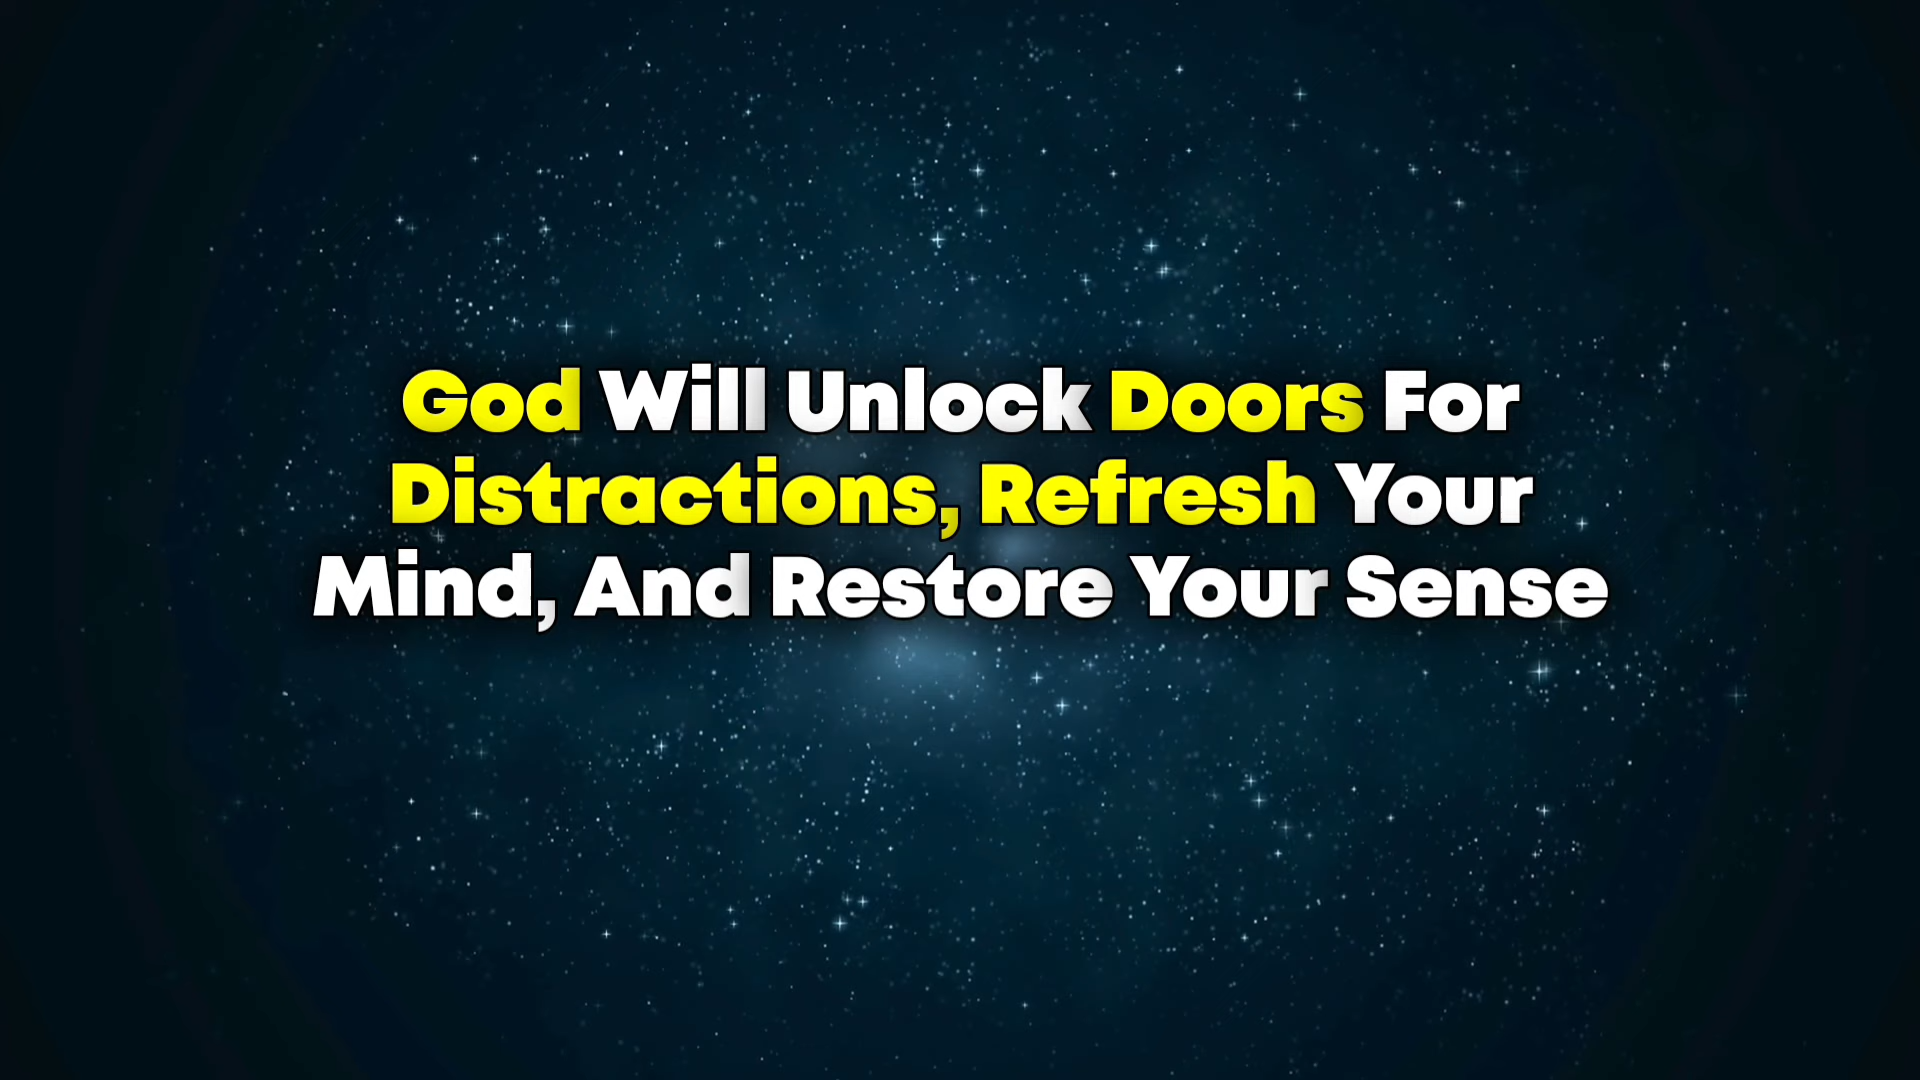 God Will Unlock Doors For
Distractions, Refresh Your
Mind, And Restore Your Sense